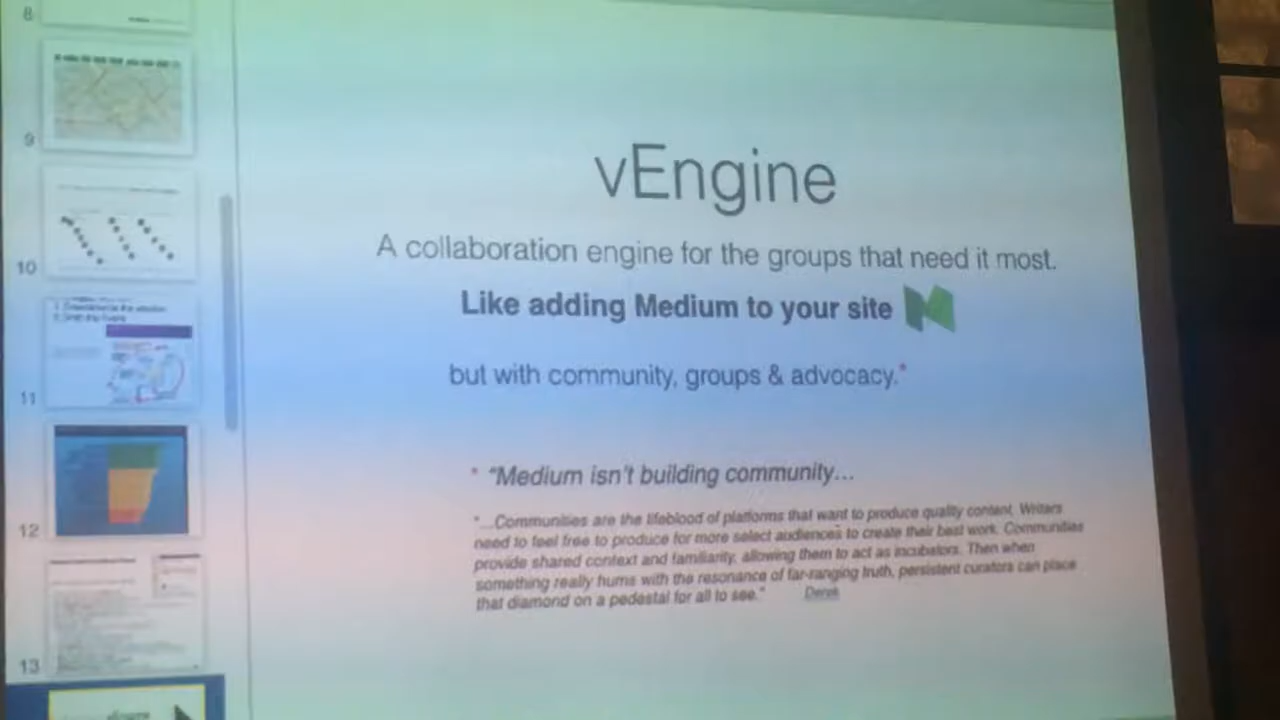 8
9
10
11
12
13
vEngine
A collaboration engine for the groups that need it most.
Like adding Medium to your site
but with community, groups & advocacy.*
* "Medium isn't building community...
"...Communities are the lifeblood of platforms that want to produce quality content. Writers
need to feel free to produce for more select audiences to create their best work. Communities
provide shared context and familiarity, allowing them to act as incubators. Then when
something really hums with the resonance of far-ranging truth, persistent curators can place
that diamond on a pedestal for all to see." Derek